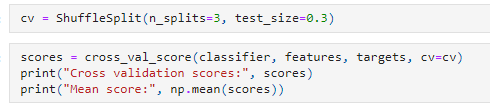 cv = ShuffleSplit(n_splits=3, test_size=0.3)
scores = cross_val_score(classifier, features, targets, cv=cv)
print("Cross validation scores:", scores)
print("Mean score:", np.mean(scores))